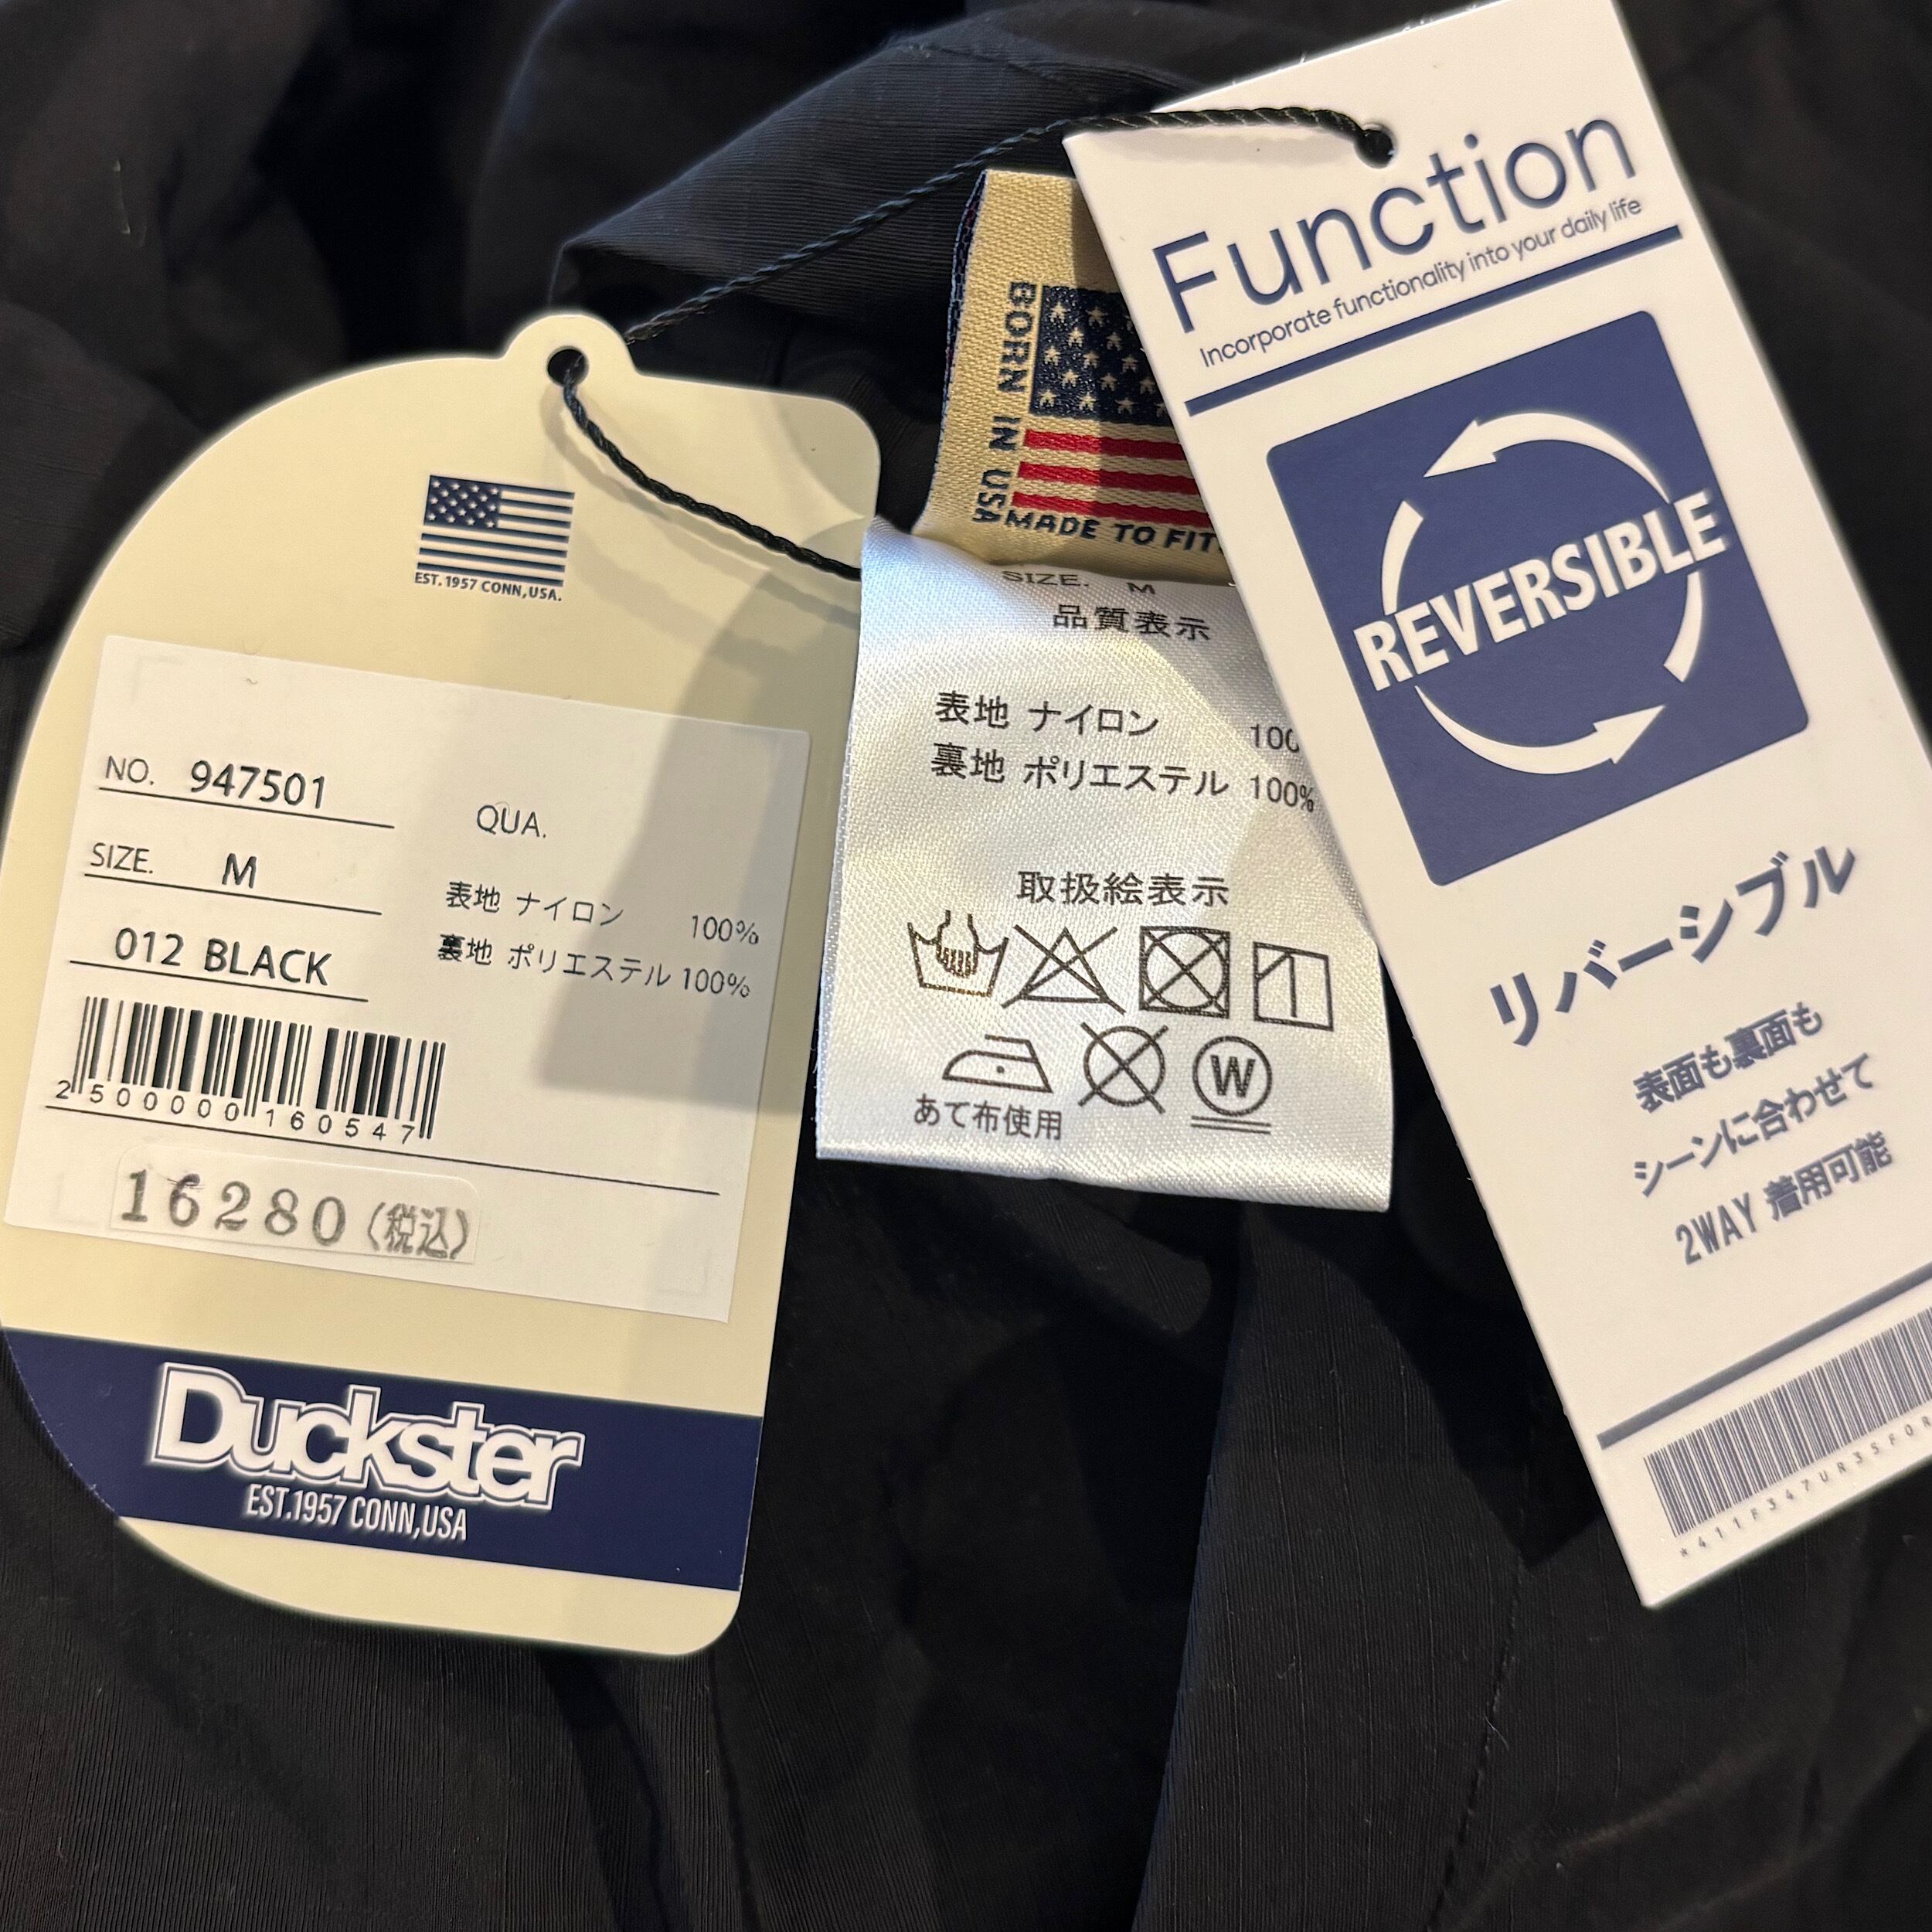 EST. 1957 CONN, USA.
NO. 947501
SIZE. M
012 BLACK
QUA.
表地 ナイロン 100%
裏地 ポリエステル 100%
2500000160547
16280(税込)
Duckster
EST.1957 CONN,USA
BORN IN USA
MADE TO FIT
SIZE. M
品質表示
表地 ナイロン 100
裏地 ポリエステル 100%
取扱絵表示
W
あて布使用
Function
Incorporate functionality into your daily life
REVERSIBLE
リバーシブル
表面も裏面も
シーンに合わせて
2WAY 着用可能
*411F347UR35FOR